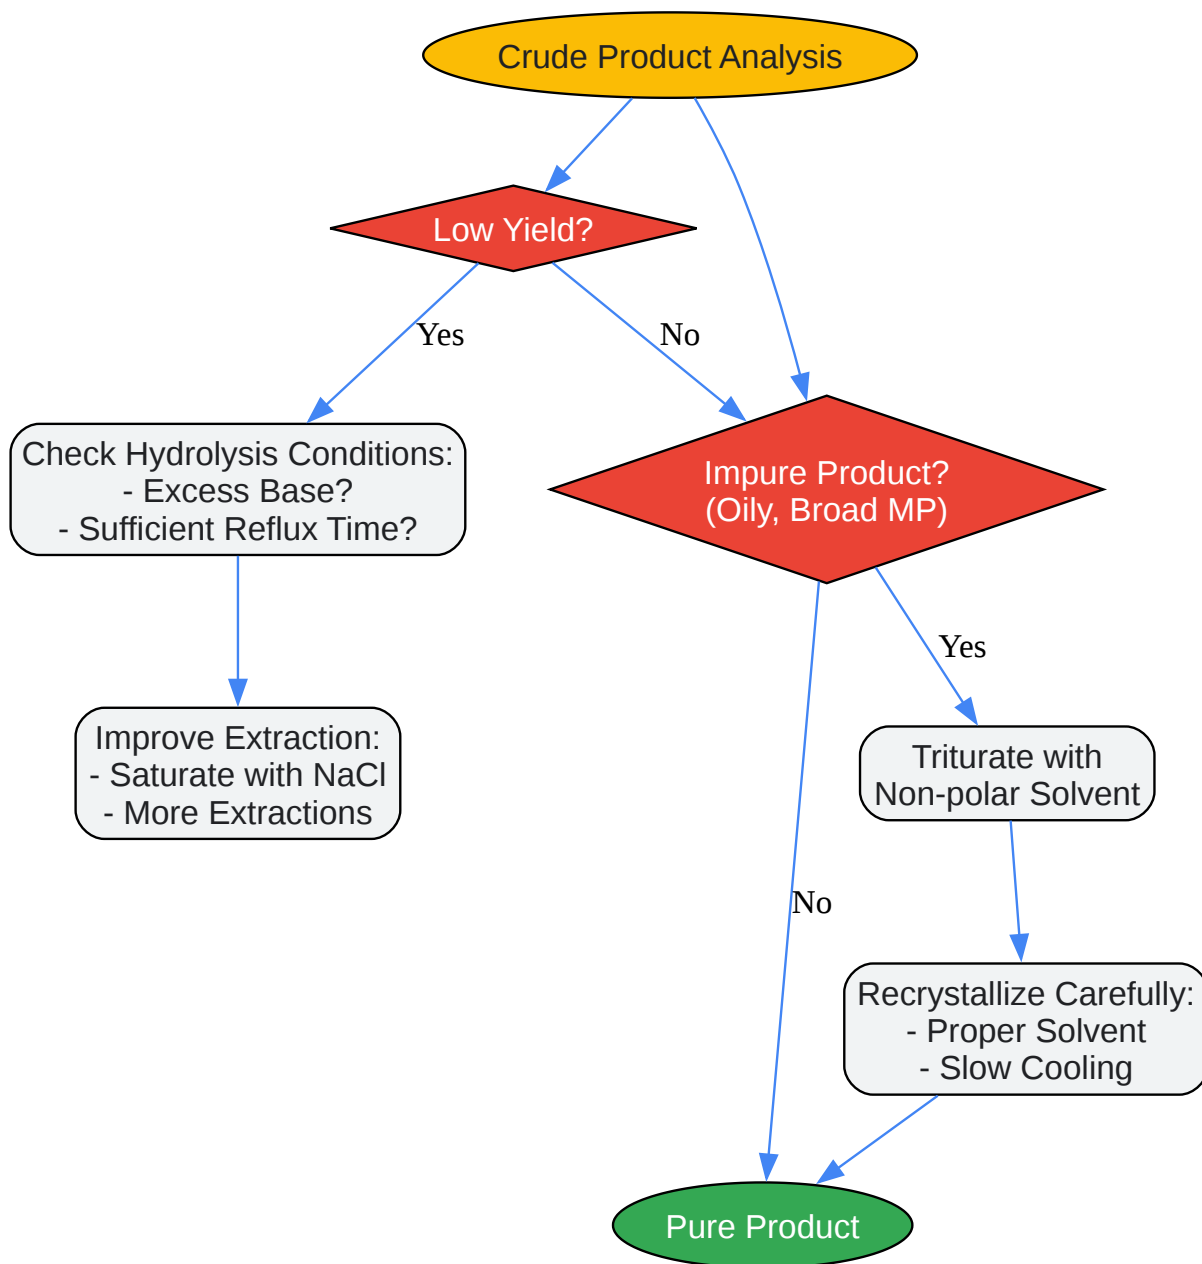 Crude Product Analysis
Low Yield?
Yes
No
Check Hydrolysis Conditions:
- Excess Base?
- Sufficient Reflux Time?
Impure Product?
(Oily, Broad MP)
Yes
Improve Extraction:
- Saturate with NaCl
- More Extractions
Triturate with
Non-polar Solvent
No
Recrystallize Carefully:
- Proper Solvent
- Slow Cooling
Pure Product